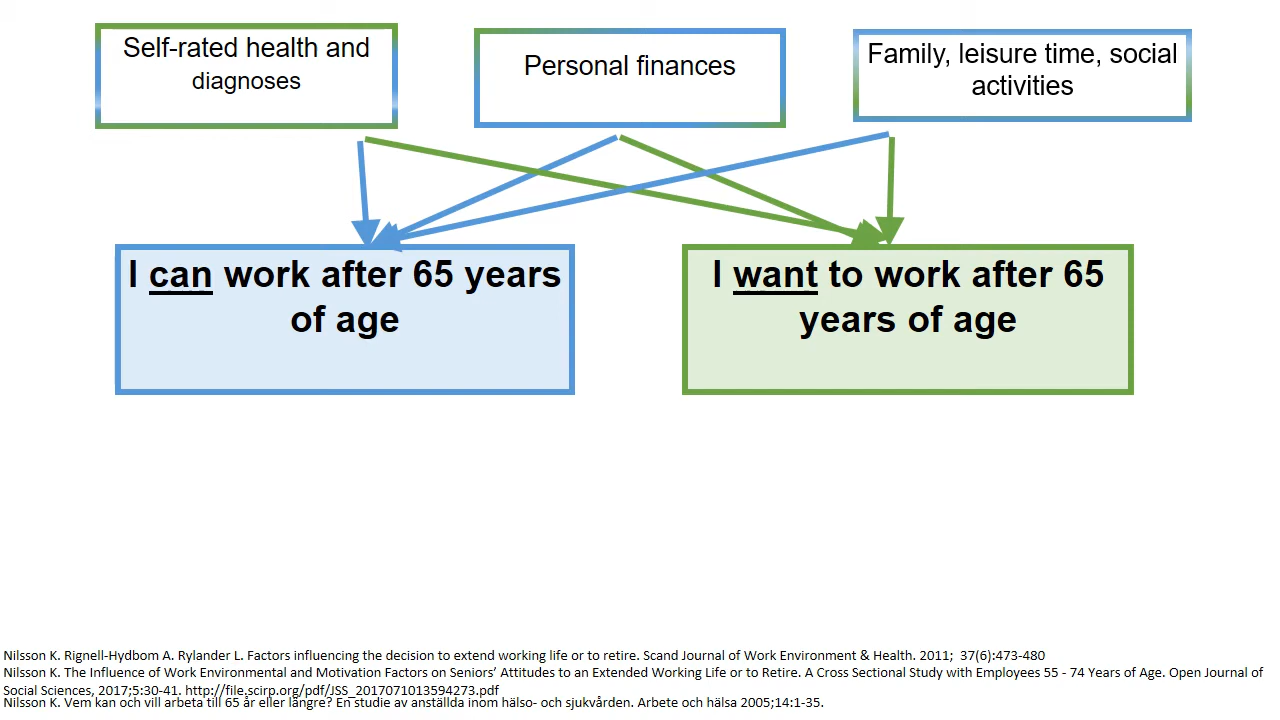 Self-rated health and
diagnoses
Personal finances
Family, leisure time, social
activities
I can work after 65 years
of age
I want to work after 65
years of age
Nilsson K. Rignell-Hydbom A. Rylander L. Factors influencing the decision to extend working life or to retire. Scand Journal of Work Environment & Health. 2011;  37(6):473-480
Nilsson K. The Influence of Work Environmental and Motivation Factors on Seniors’ Attitudes to an Extended Working Life or to Retire. A Cross Sectional Study with Employees 55 - 74 Years of Age. Open Journal of
Social Sciences, 2017;5:30-41. http://file.scirp.org/pdf/JSS_2017071013594273.pdf
Nilsson K. Vem kan och vill arbeta till 65 år eller längre? En studie av anställda inom hälso- och sjukvården. Arbete och hälsa 2005;14:1-35.